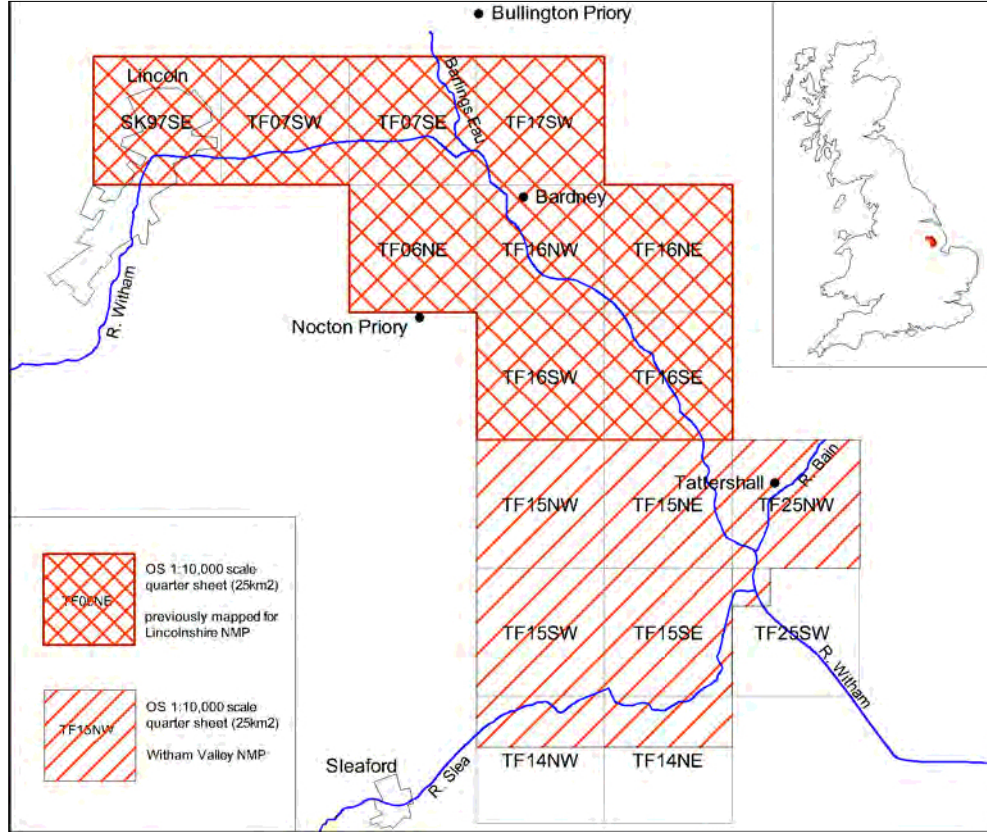 Bullington Priory
Lincoln
Barlings Eau
SK97SE
TF07SW
TF07SE
TF17SW
Bardney
TF06NE
TF16NW
TF16NE
R. Witham
Nocton Priory
TF16SW
TF16SE
R. Bain
Tattershall
TF15NW
TF15NE
TF25NW
TF15SW
TF15SE
TF25SW
R. Witham
TF14NW
TF14NE
Sleaford
R. Slea
OS 1:10,000 scale
quarter sheet (25km2)
TF06NE
previously mapped for
Lincolnshire NMP
OS 1:10,000 scale
quarter sheet (25km2)
TF15NW
Witham Valley NMP